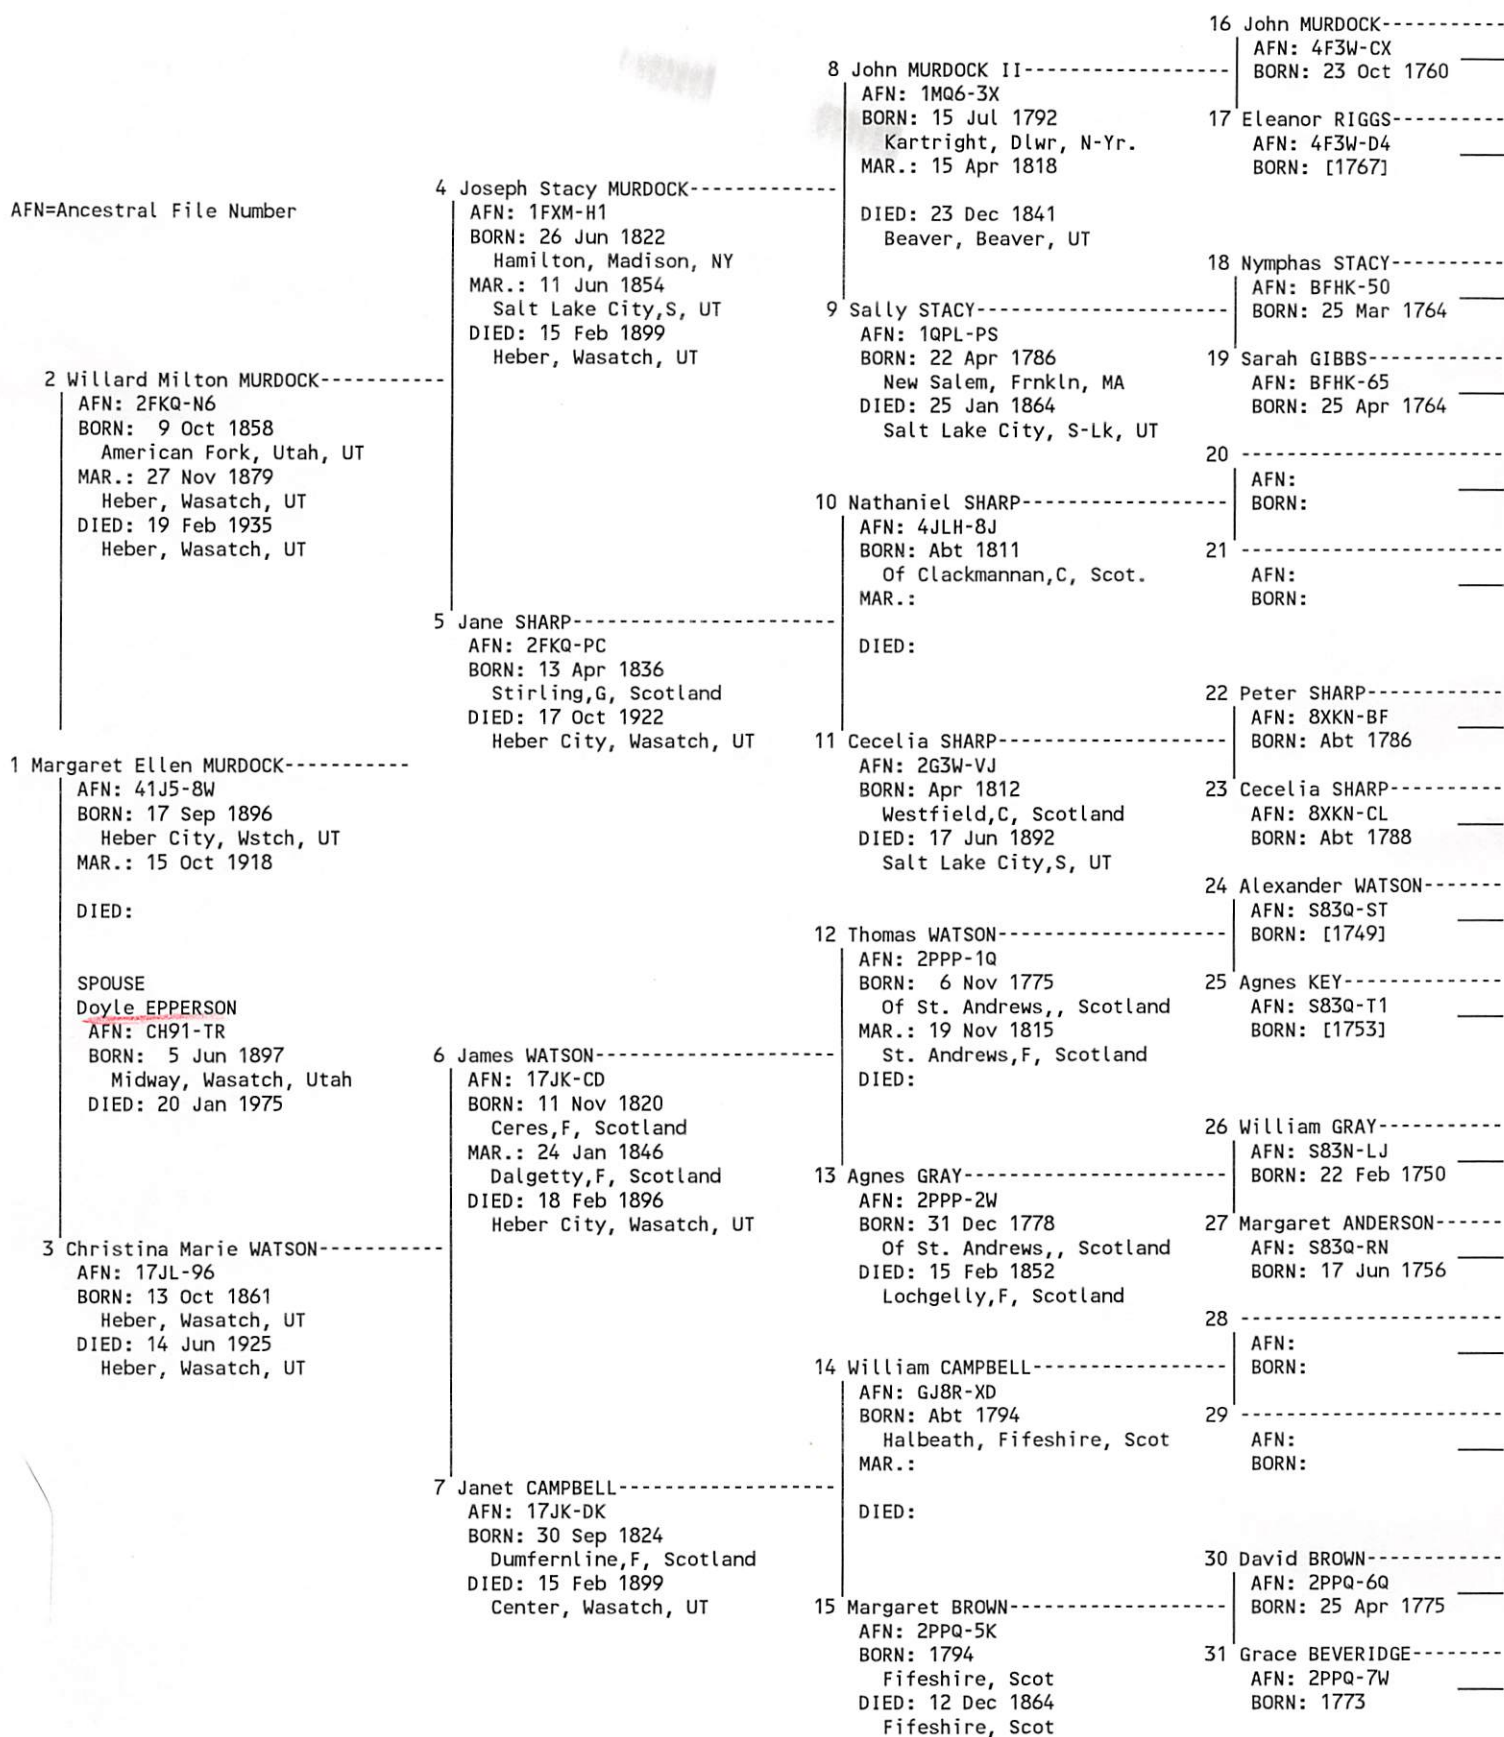 AFN=Ancestral File Number
1 Margaret Ellen MURDOCK-----------
AFN: 41J5-8W
BORN: 17 Sep 1896
Heber City, Wstch, UT
MAR.: 15 Oct 1918
DIED:
SPOUSE
Doyle EPPERSON
AFN: CH91-TR
BORN:  5 Jun 1897
Midway, Wasatch, Utah
DIED: 20 Jan 1975
2 Willard Milton MURDOCK-----------
AFN: 2FKQ-N6
BORN:  9 Oct 1858
American Fork, Utah, UT
MAR.: 27 Nov 1879
Heber, Wasatch, UT
DIED: 19 Feb 1935
Heber, Wasatch, UT
3 Christina Marie WATSON-----------
AFN: 17JL-96
BORN: 13 Oct 1861
Heber, Wasatch, UT
DIED: 14 Jun 1925
Heber, Wasatch, UT
4 Joseph Stacy MURDOCK-------------
AFN: 1FXM-H1
BORN: 26 Jun 1822
Hamilton, Madison, NY
MAR.: 11 Jun 1854
Salt Lake City,S, UT
DIED: 15 Feb 1899
Heber, Wasatch, UT
5 Jane SHARP-----------------------
AFN: 2FKQ-PC
BORN: 13 Apr 1836
Stirling,G, Scotland
DIED: 17 Oct 1922
Heber City, Wasatch, UT
6 James WATSON---------------------
AFN: 17JK-CD
BORN: 11 Nov 1820
Ceres,F, Scotland
MAR.: 24 Jan 1846
Dalgetty,F, Scotland
DIED: 18 Feb 1896
Heber City, Wasatch, UT
7 Janet CAMPBELL-------------------
AFN: 17JK-DK
BORN: 30 Sep 1824
Dumfernline,F, Scotland
DIED: 15 Feb 1899
Center, Wasatch, UT
8 John MURDOCK II------------------
AFN: 1MQ6-3X
BORN: 15 Jul 1792
Kartright, Dlwr, N-Yr.
MAR.: 15 Apr 1818
DIED: 23 Dec 1841
Beaver, Beaver, UT
9 Sally STACY----------------------
AFN: 1QPL-PS
BORN: 22 Apr 1786
New Salem, Frnkln, MA
DIED: 25 Jan 1864
Salt Lake City, S-Lk, UT
10 Nathaniel SHARP------------------
AFN: 4JLH-8J
BORN: Abt 1811
Of Clackmannan,C, Scot.
MAR.:
DIED:
11 Cecelia SHARP--------------------
AFN: 2G3W-VJ
BORN: Apr 1812
Westfield,C, Scotland
DIED: 17 Jun 1892
Salt Lake City,S, UT
12 Thomas WATSON--------------------
AFN: 2PPP-1Q
BORN:  6 Nov 1775
Of St. Andrews,, Scotland
MAR.: 19 Nov 1815
St. Andrews,F, Scotland
DIED:
13 Agnes GRAY-----------------------
AFN: 2PPP-2W
BORN: 31 Dec 1778
Of St. Andrews,, Scotland
DIED: 15 Feb 1852
Lochgelly,F, Scotland
14 William CAMPBELL-----------------
AFN: GJ8R-XD
BORN: Abt 1794
Halbeath, Fifeshire, Scot
MAR.:
DIED:
15 Margaret BROWN-------------------
AFN: 2PPQ-5K
BORN: 1794
Fifeshire, Scot
DIED: 12 Dec 1864
Fifeshire, Scot
16 John MURDOCK-----------
AFN: 4F3W-CX
BORN: 23 Oct 1760
17 Eleanor RIGGS----------
AFN: 4F3W-D4
BORN: [1767]
18 Nymphas STACY----------
AFN: BFHK-50
BORN: 25 Mar 1764
19 Sarah GIBBS------------
AFN: BFHK-65
BORN: 25 Apr 1764
20 -----------------------
AFN:
BORN:
21 -----------------------
AFN:
BORN:
22 Peter SHARP------------
AFN: 8XKN-BF
BORN: Abt 1786
23 Cecelia SHARP----------
AFN: 8XKN-CL
BORN: Abt 1788
24 Alexander WATSON-------
AFN: S83Q-ST
BORN: [1749]
25 Agnes KEY--------------
AFN: S83Q-T1
BORN: [1753]
26 William GRAY-----------
AFN: S83N-LJ
BORN: 22 Feb 1750
27 Margaret ANDERSON------
AFN: S83Q-RN
BORN: 17 Jun 1756
28 -----------------------
AFN:
BORN:
29 -----------------------
AFN:
BORN:
30 David BROWN------------
AFN: 2PPQ-6Q
BORN: 25 Apr 1775
31 Grace BEVERIDGE--------
AFN: 2PPQ-7W
BORN: 1773